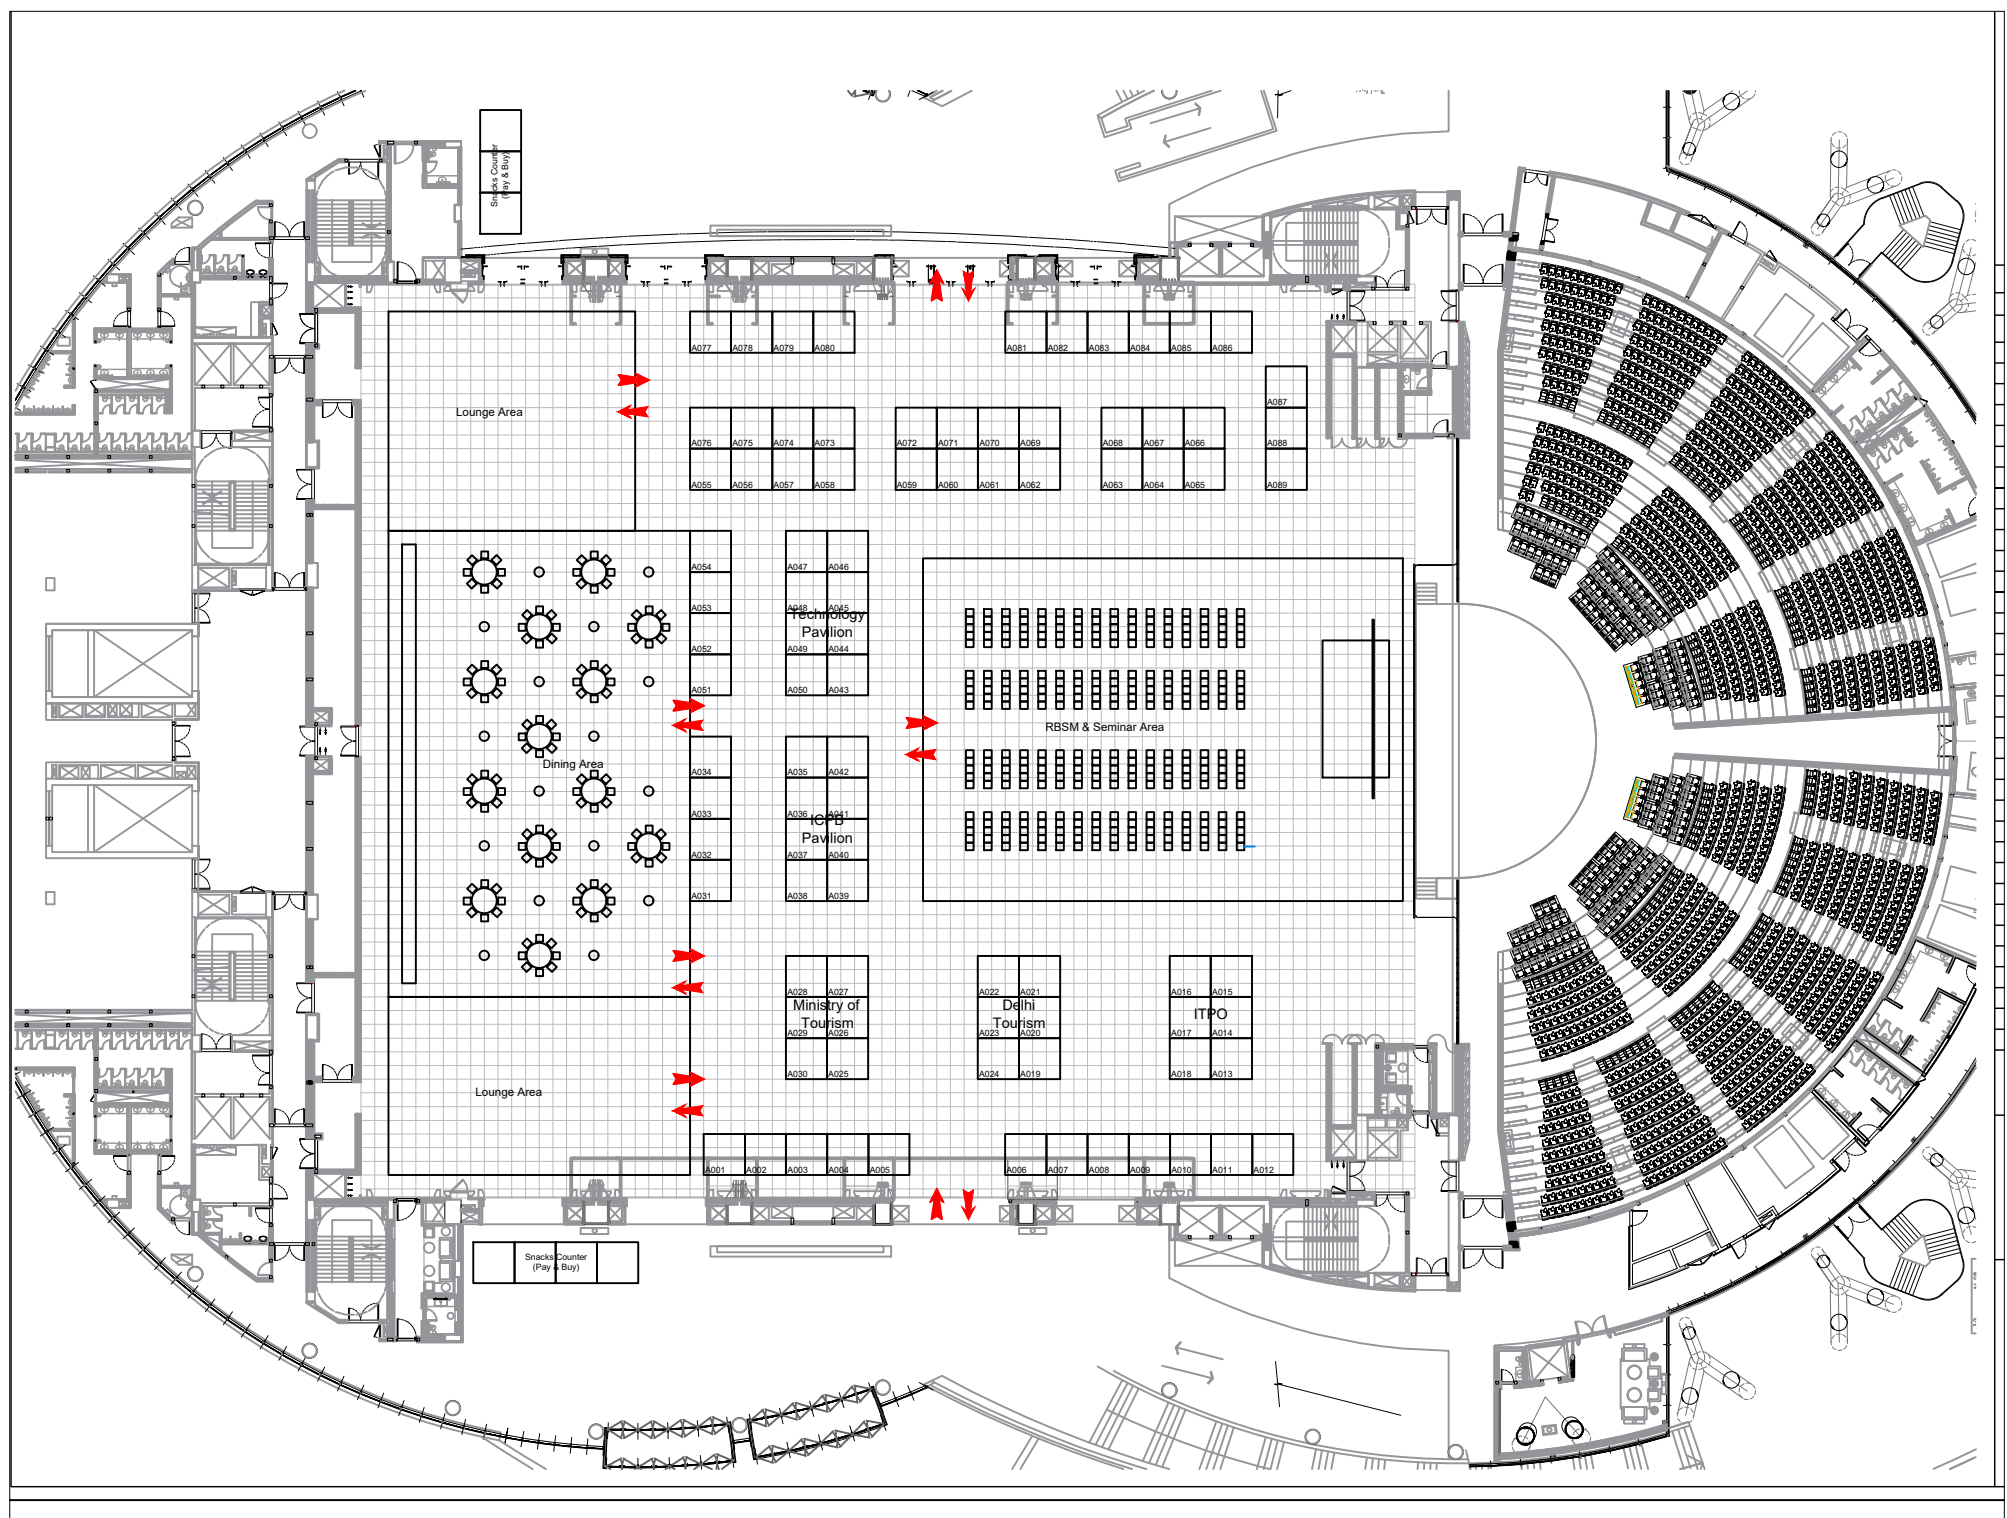 Snacks Counter
(Pay & Buy)
A077 A078 A079 A080
A081 A082 A083 A084 A085 A086
Lounge Area
A087
A076 A075 A074 A073
A072 A071 A070 A069
A068 A067 A066
A088
A055 A056 A057 A058
A059 A060 A061 A062
A063 A064 A065
A089
A054
A047 A046
A053
A048 A045
Technology
Pavilion
A052
A049 A044
A051
A050 A043
RBSM & Seminar Area
Dining Area
A034
A035 A042
A033
A036 A041
ICPB
Pavilion
A032
A037 A040
A031
A038 A039
A028 A027
A022 A021
A016 A015
Ministry of
Tourism
Delhi
Tourism
ITPO
A029 A026
A023 A020
A017 A014
A030 A025
A024 A019
A018 A013
Lounge Area
A001 A002 A003 A004 A005
A006 A007 A008 A009 A010 A011 A012
Snacks Counter
(Pay & Buy)